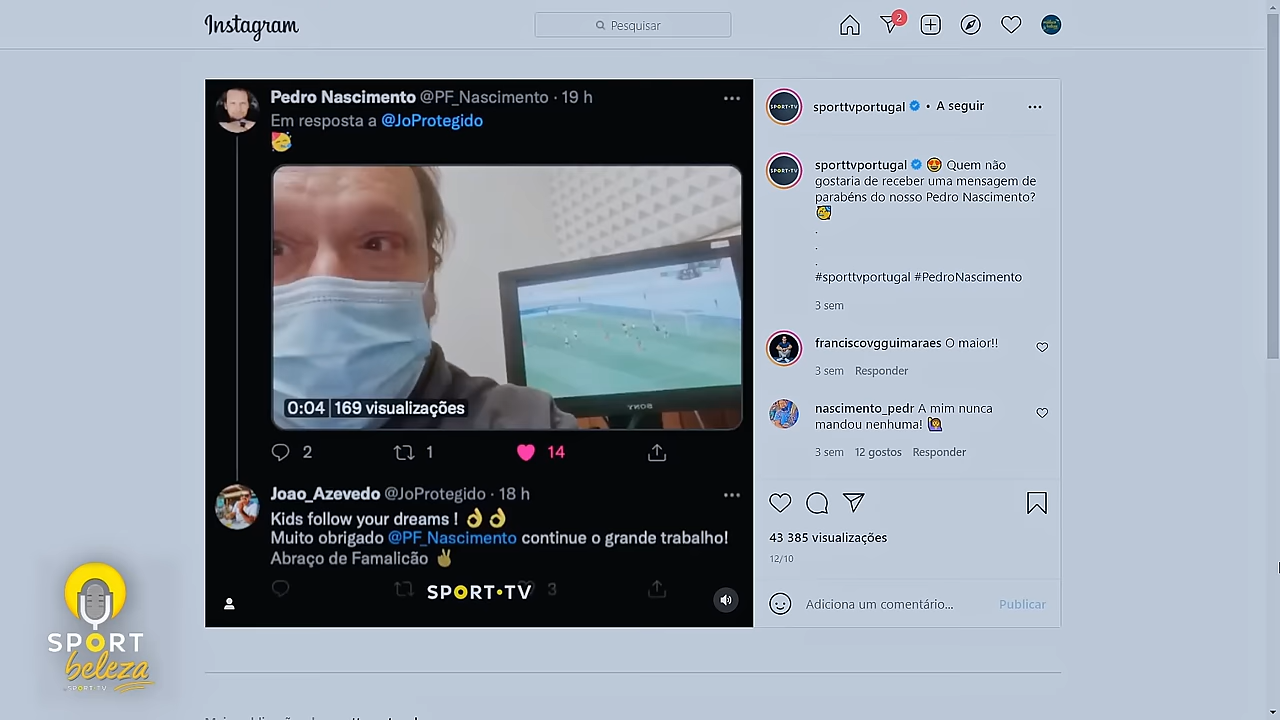 Instagram
Pesquisar
2
Pedro Nascimento @PF_Nascimento · 19 h
Em resposta a @JoProtegido
0:04 169 visualizações
SONY
2 1 14
Joao_Azevedo @JoProtegido · 18 h
Kids follow your dreams ! 👌👌
Muito obrigado @PF_Nascimento continue o grande trabalho!
Abraço de Famalicão ✌
3
SPORT·TV
SPORT·TV
sporttvportugal • A seguir
SPORT·TV
sporttvportugal 🤩 Quem não
gostaria de receber uma mensagem de
parabéns do nosso Pedro Nascimento?
🥳
.
.
.
#sporttvportugal #PedroNascimento
3 sem
franciscovgguimaraes O maior!!
3 sem Responder
nascimento_pedr A mim nunca
mandou nenhuma! 🙋
3 sem 12 gostos Responder
43 385 visualizações
12/10
Adiciona um comentário... Publicar
SPORT
beleza
SPORT·TV